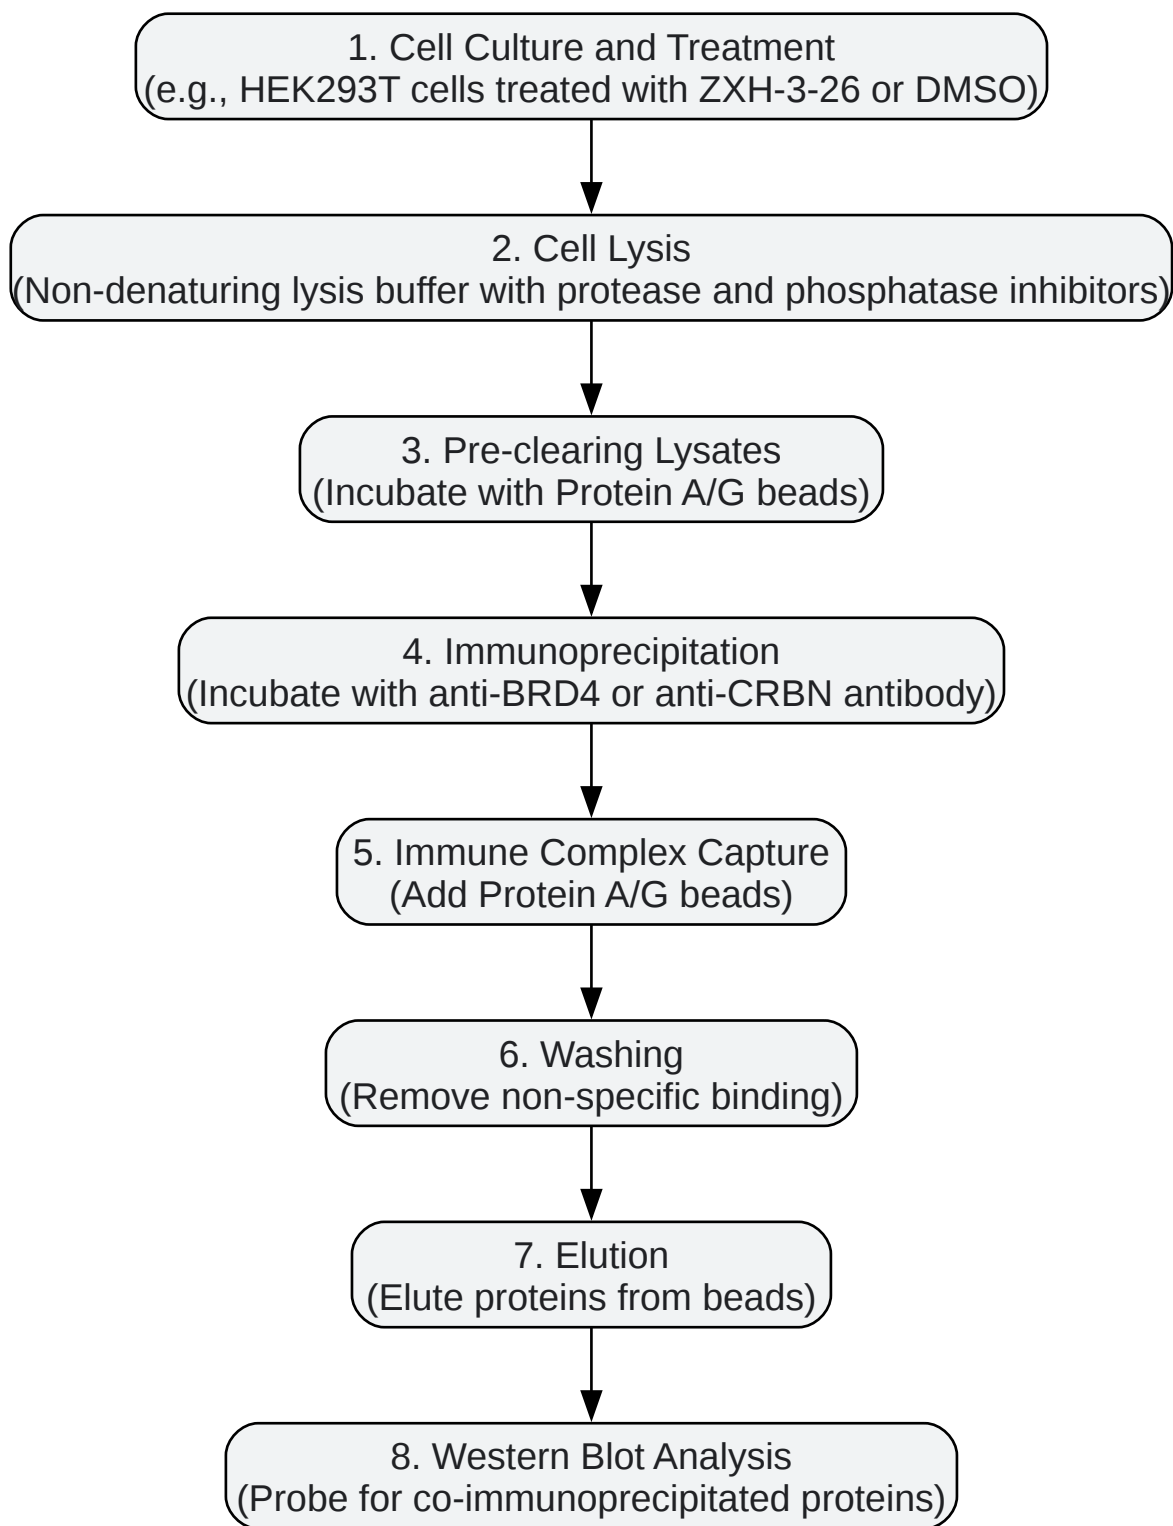 1. Cell Culture and Treatment
(e.g., HEK293T cells treated with ZXH-3-26 or DMSO)
2. Cell Lysis
(Non-denaturing lysis buffer with protease and phosphatase inhibitors)
3. Pre-clearing Lysates
(Incubate with Protein A/G beads)
4. Immunoprecipitation
(Incubate with anti-BRD4 or anti-CRBN antibody)
5. Immune Complex Capture
(Add Protein A/G beads)
6. Washing
(Remove non-specific binding)
7. Elution
(Elute proteins from beads)
8. Western Blot Analysis
(Probe for co-immunoprecipitated proteins)